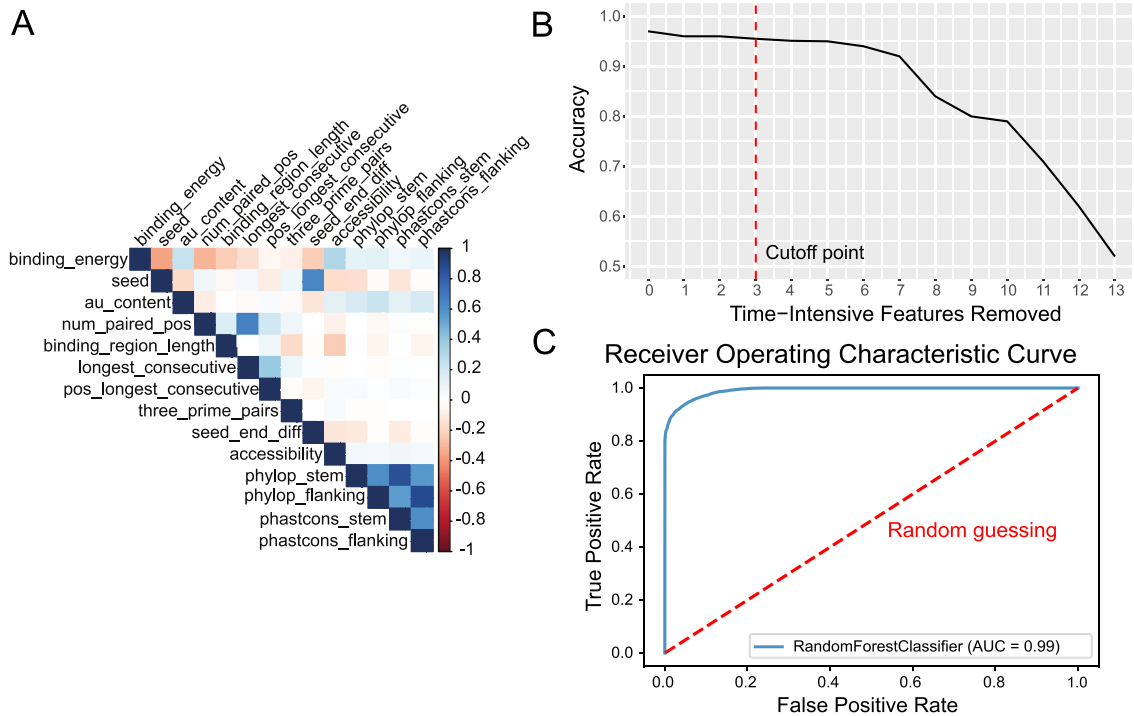 A
binding_energy
seed
au_content
num_paired_pos
binding_region_length
longest_consecutive
pos_longest_consecutive
three_prime_pairs
seed_end_diff
accessibility
phylop_stem
phylop_flanking
phastcons_stem
phastcons_flanking
binding_energy
seed
au_content
num_paired_pos
binding_region_length
longest_consecutive
pos_longest_consecutive
three_prime_pairs
seed_end_diff
accessibility
phylop_stem
phylop_flanking
phastcons_stem
phastcons_flanking
1
0.8
0.6
0.4
0.2
0
-0.2
-0.4
-0.6
-0.8
-1
B
Accuracy
1.0
0.9
0.8
0.7
0.6
0.5
Cutoff point
0 1 2 3 4 5 6 7 8 9 10 11 12 13
Time−Intensive Features Removed
C
Receiver Operating Characteristic Curve
True Positive Rate
1.0
0.8
0.6
0.4
0.2
0.0
Random guessing
RandomForestClassifier (AUC = 0.99)
0.0 0.2 0.4 0.6 0.8 1.0
False Positive Rate